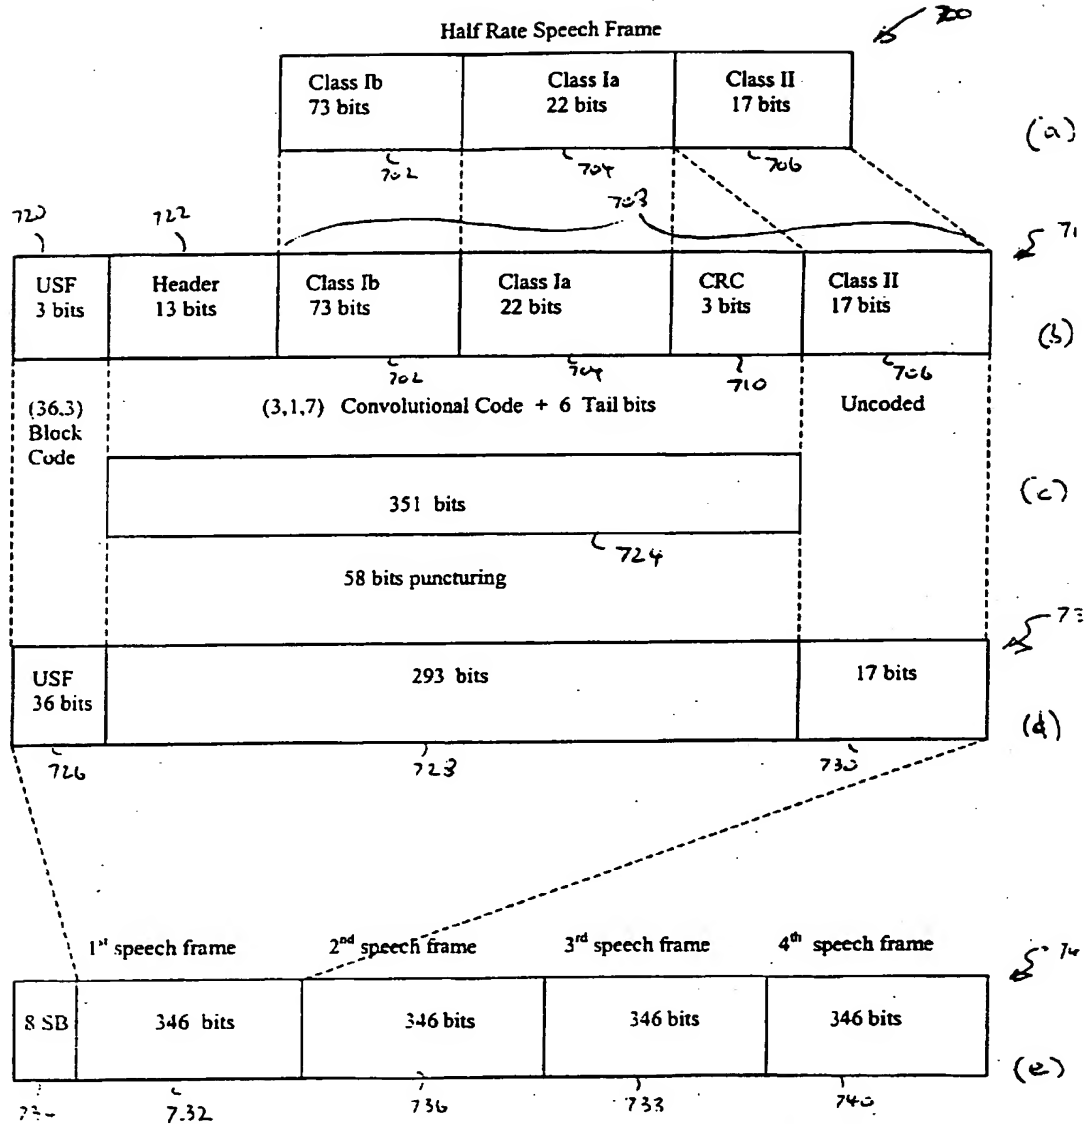 Half Rate Speech Frame
700
Class Ib
73 bits
Class Ia
22 bits
Class II
17 bits
(a)
702
704
706
703
720
722
71
USF
3 bits
Header
13 bits
Class Ib
73 bits
Class Ia
22 bits
CRC
3 bits
Class II
17 bits
(b)
702
704
710
706
(36,3)
Block
Code
(3,1,7) Convolutional Code + 6 Tail bits
Uncoded
351 bits
(c)
724
58 bits puncturing
73
USF
36 bits
293 bits
17 bits
(d)
726
723
730
1st speech frame
2nd speech frame
3rd speech frame
4th speech frame
74
8 SB
346 bits
346 bits
346 bits
346 bits
(e)
732
736
733
740